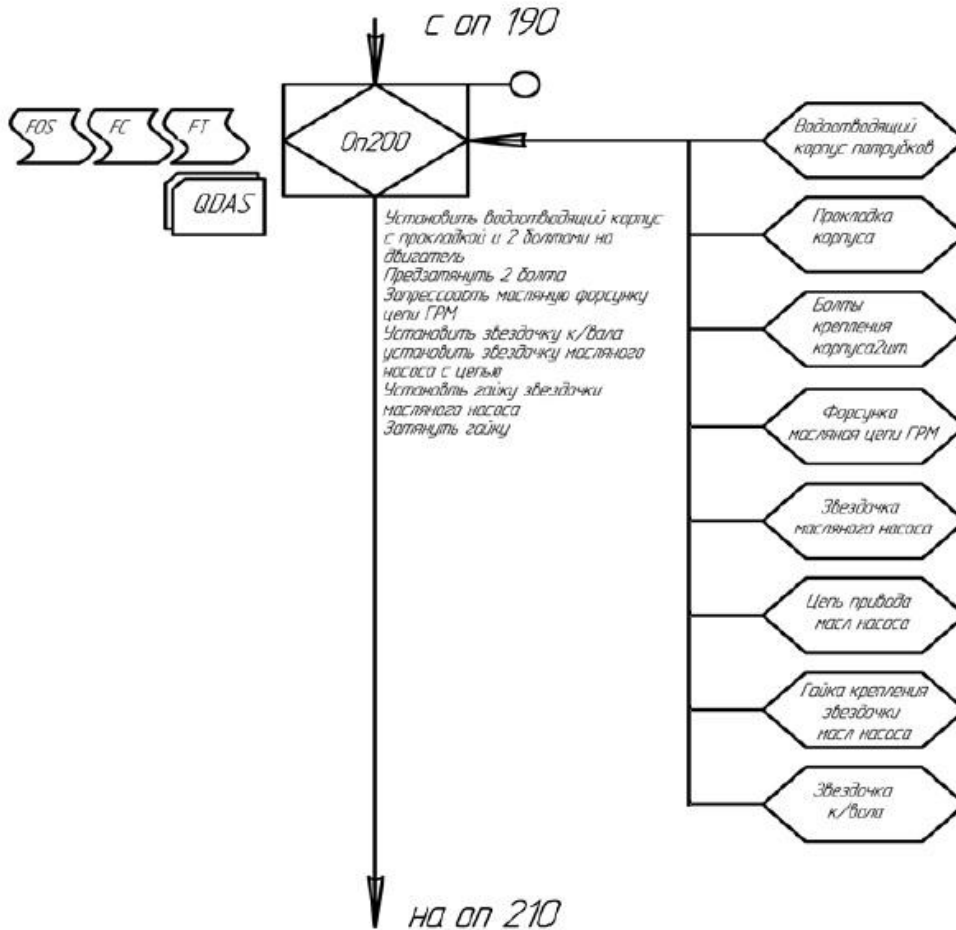 с оп 190
FOS
FC
FT
Оп200
QDAS
Установить водоотводящий корпус
с прокладкой и 2 болтами на
двигатель
Предзатянуть 2 болта
Запрессоавть масляную форсунку
цепи ГРМ
Установить звездочку к/вала
установить звездочку масляного
насоса с цепью
Установть гайку звездочки
масляного насоса
Затянуть гайку
Водоотводящий
корпус патрубков
Прокладка
корпуса
Болты
крепления
корпуса2шт.
Форсунка
масляная цепи ГРМ
Звездочка
масляного насоса
Цепь привода
масл насоса
Гайка крепления
звездочки
масл насоса
Звездочка
к/вала
на оп 210